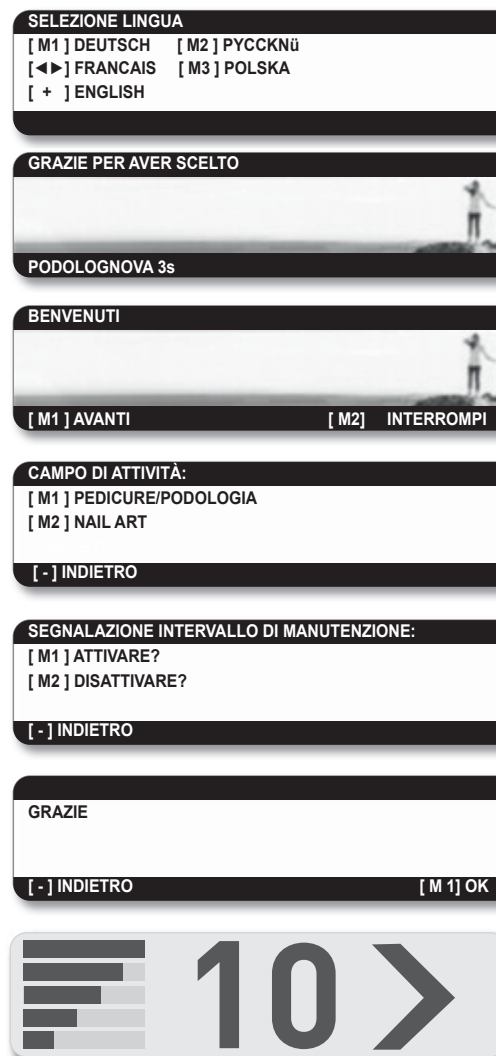 SELEZIONE LINGUA
[ M1 ] DEUTSCH [ M2 ] PYCCKNü
[◄►] FRANCAIS [ M3 ] POLSKA
[ + ] ENGLISH
GRAZIE PER AVER SCELTO
PODOLOGNOVA 3s
BENVENUTI
[ M1 ] AVANTI [ M2] INTERROMPI
CAMPO DI ATTIVITÀ:
[ M1 ] PEDICURE/PODOLOGIA
[ M2 ] NAIL ART
[ - ] INDIETRO
SEGNALAZIONE INTERVALLO DI MANUTENZIONE:
[ M1 ] ATTIVARE?
[ M2 ] DISATTIVARE?
[ - ] INDIETRO
GRAZIE
[ - ] INDIETRO [ M 1] OK
10 >